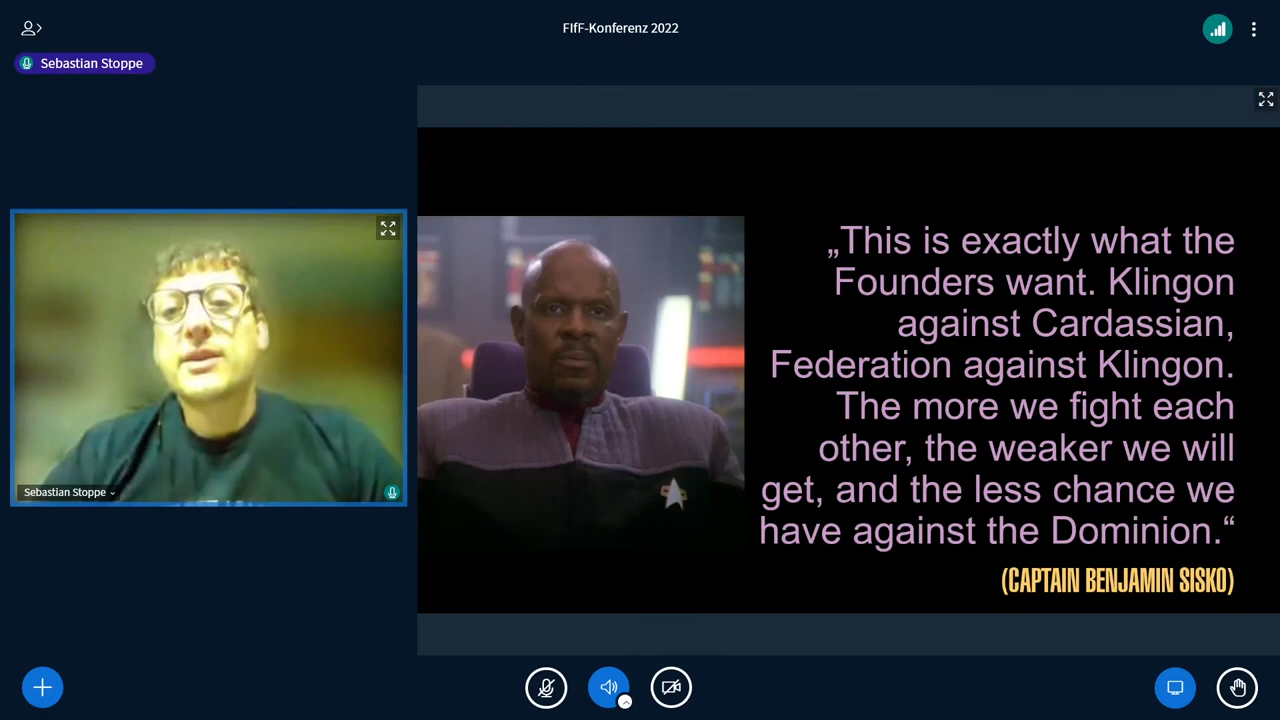 FIfF-Konferenz 2022
Sebastian Stoppe
Sebastian Stoppe
„This is exactly what the
Founders want. Klingon
against Cardassian,
Federation against Klingon.
The more we fight each
other, the weaker we will
get, and the less chance we
have against the Dominion.“
(CAPTAIN BENJAMIN SISKO)